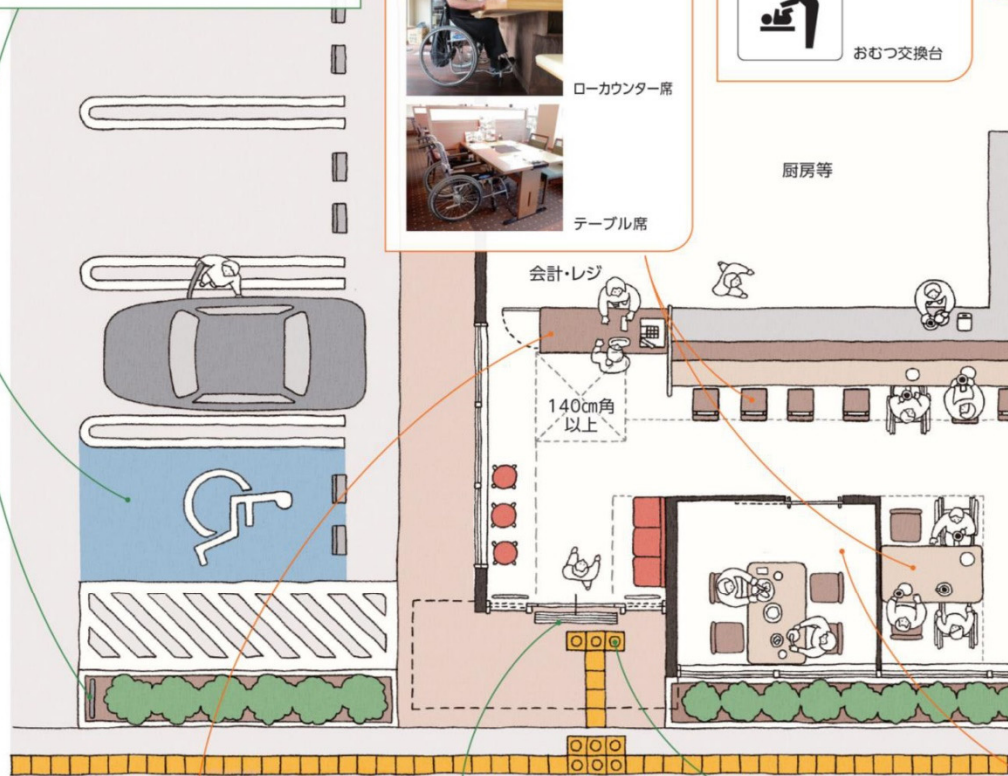 おむつ交換台
ローカウンター席
厨房等
テーブル席
会計・レジ
140cm角
以上